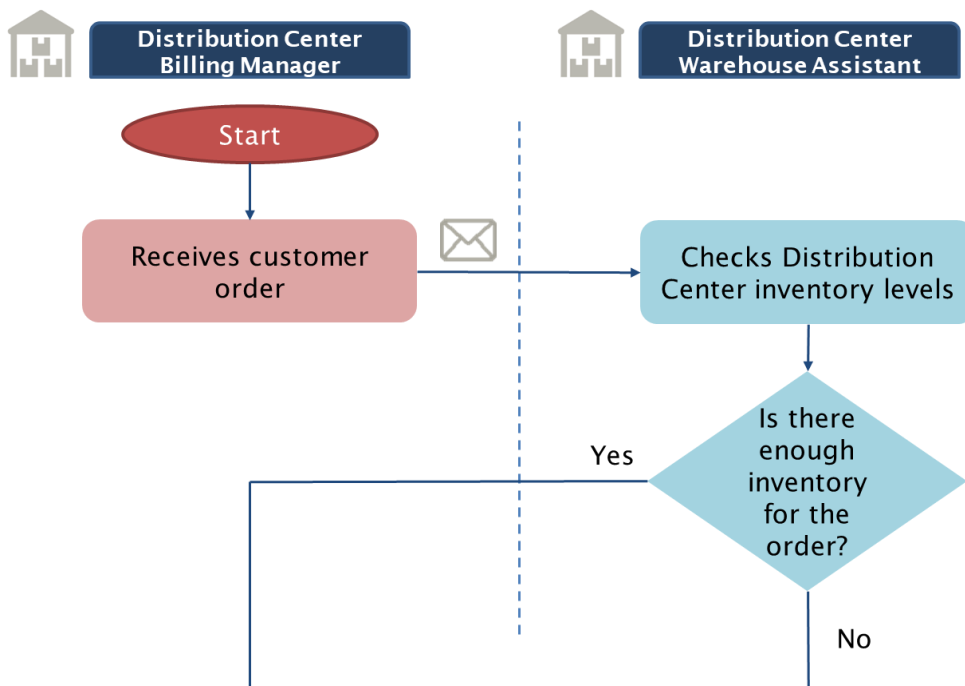 Distribution Center
Billing Manager
Distribution Center
Warehouse Assistant
Start
Receives customer
order
Checks Distribution
Center inventory levels
Is there
enough
inventory
for the
order?
Yes
No